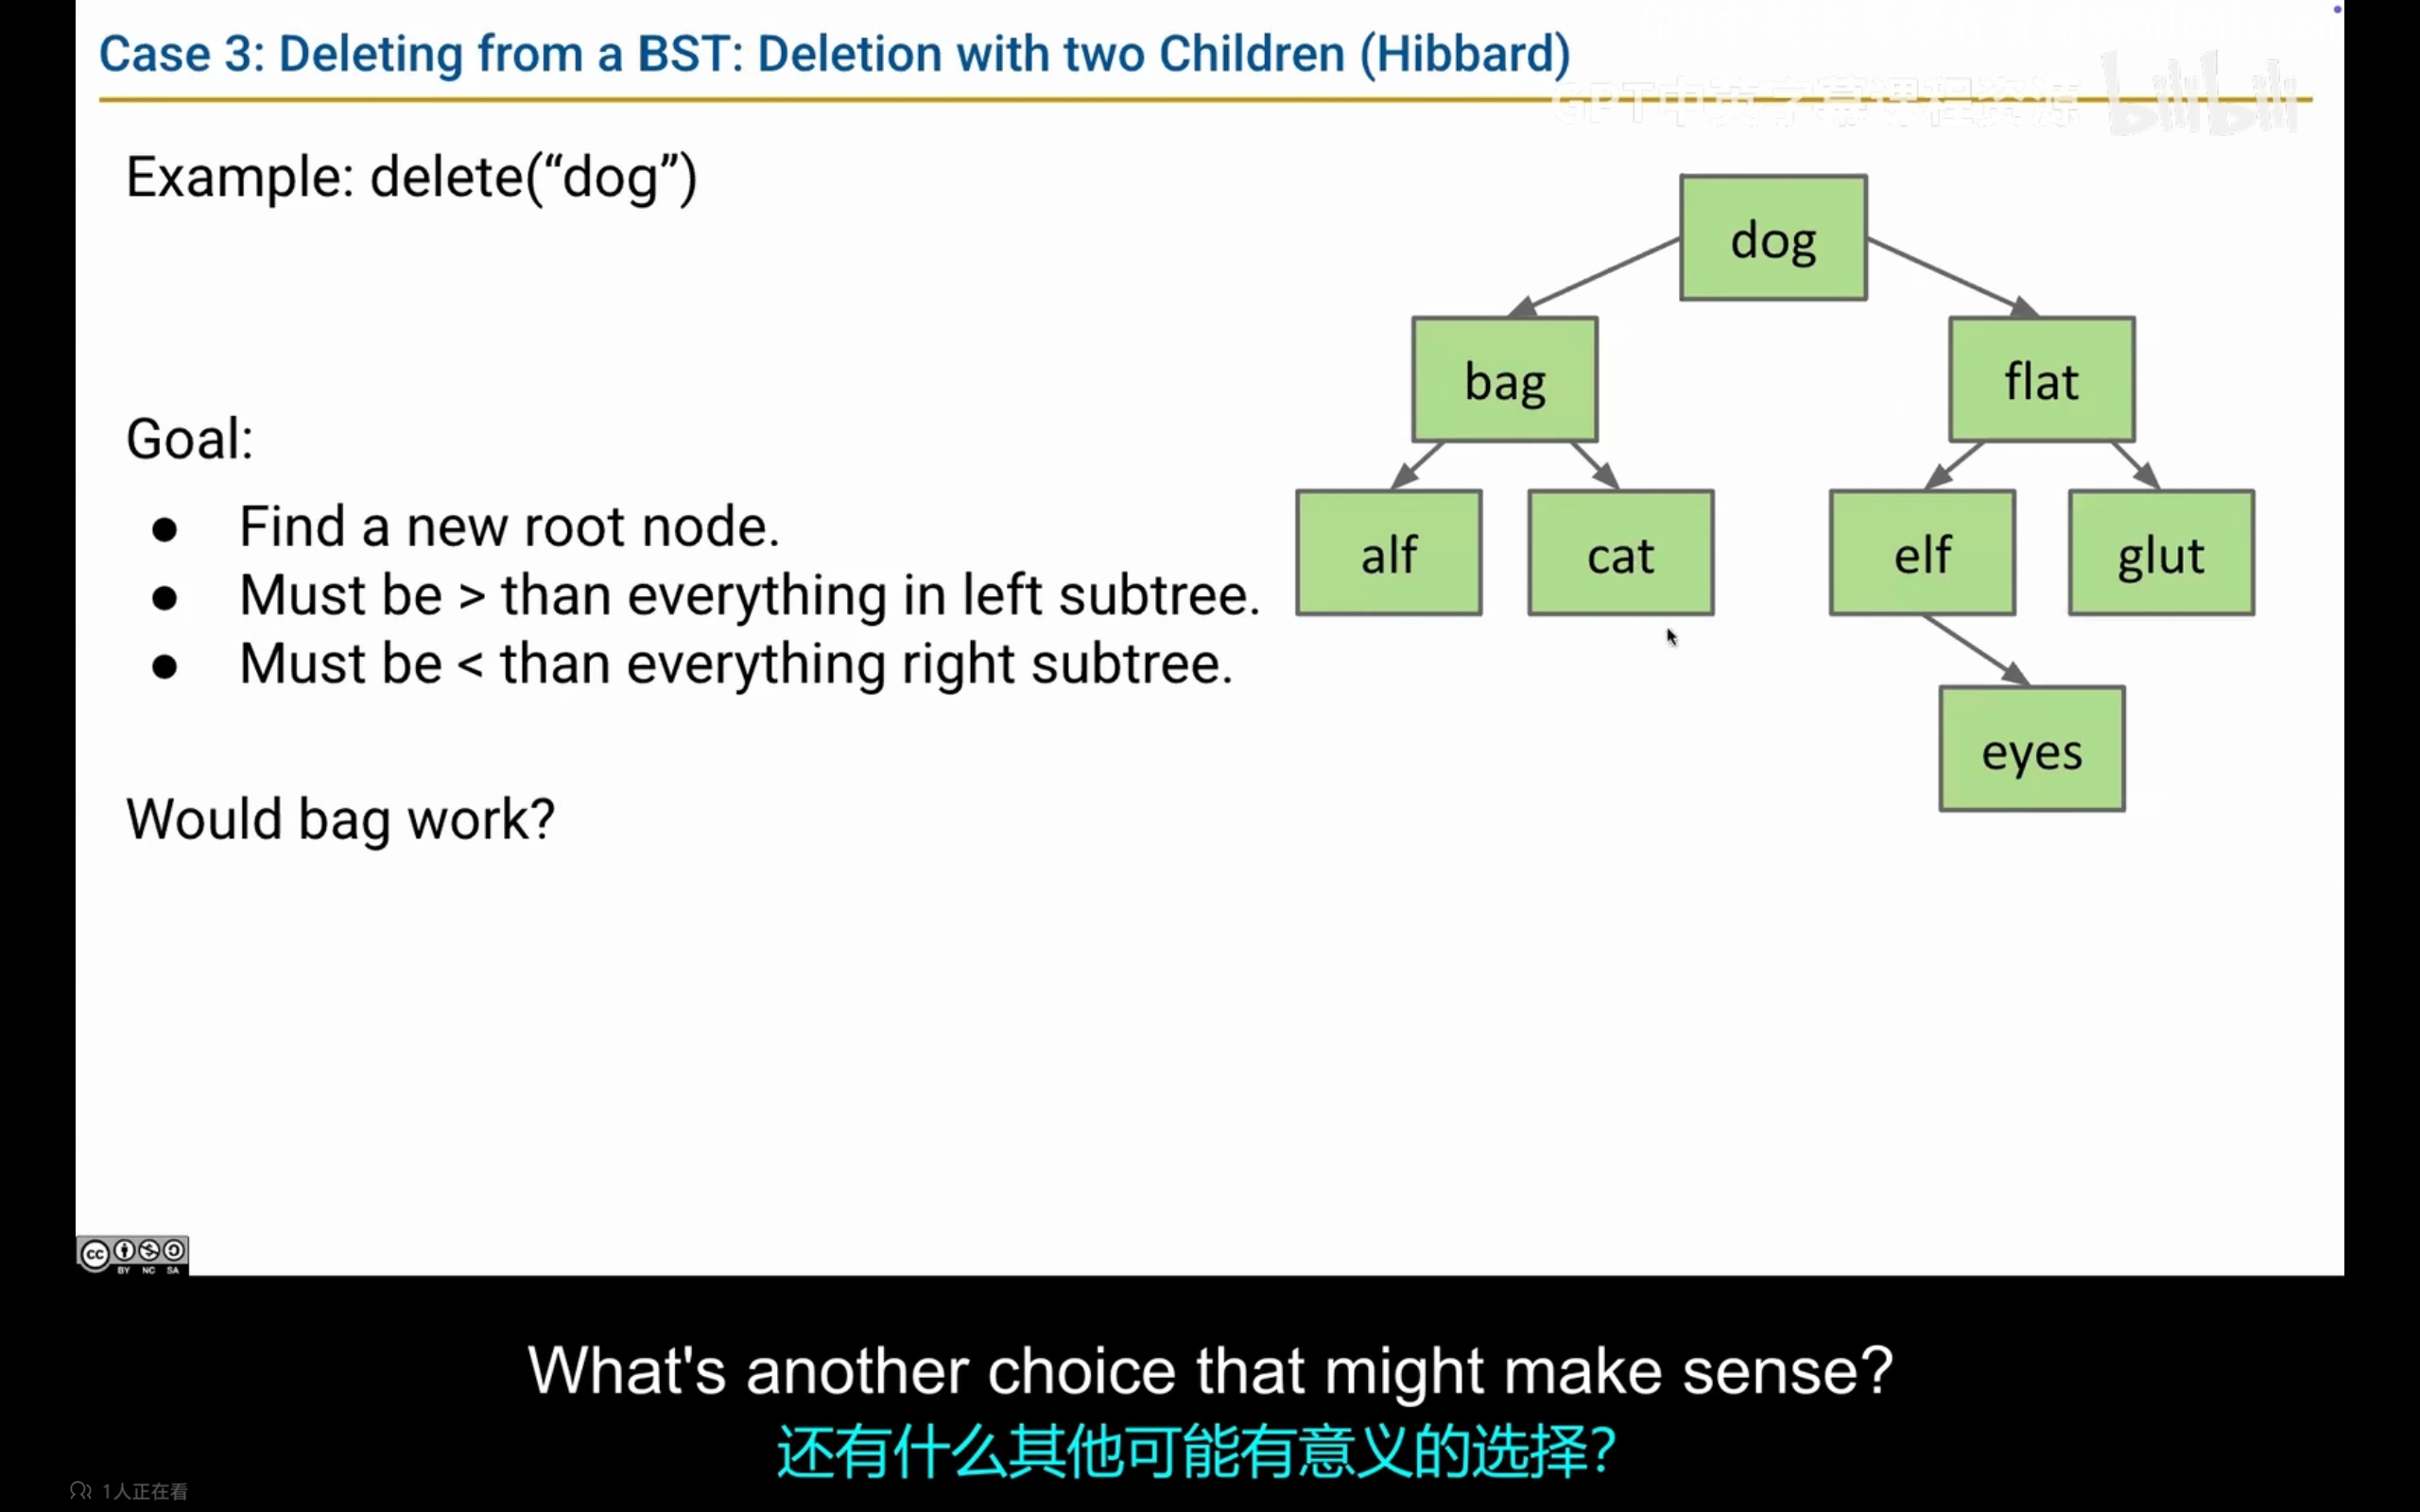 Case 3: Deleting from a BST: Deletion with two Children (Hibbard)
GPT中英字幕课程资源 bilibili
Example: delete(“dog”)
dog
bag
flat
Goal:
● Find a new root node.
● Must be > than everything in left subtree.
● Must be < than everything right subtree.
alf
cat
elf
glut
eyes
Would bag work?
cc BY NC SA
What's another choice that might make sense?
还有什么其他可能有意义的选择？
1人正在看